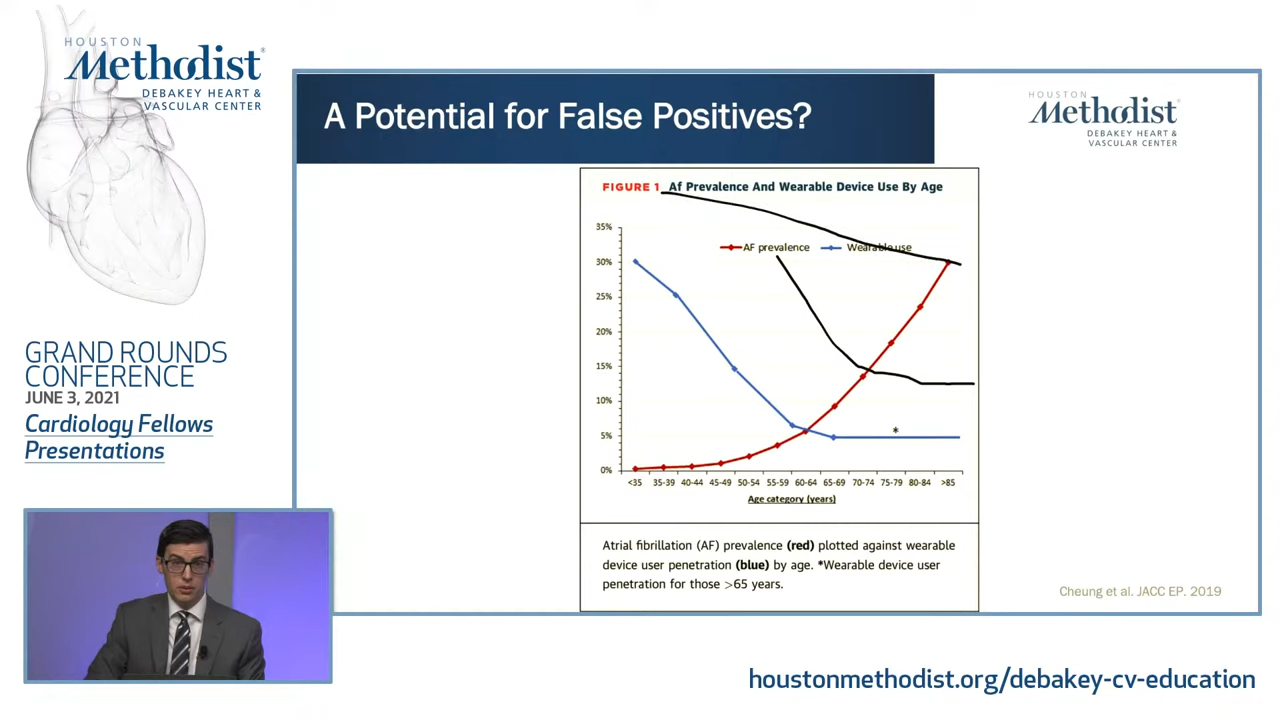 HOUSTON
Methodist®
DEBAKEY HEART &
VASCULAR CENTER
GRAND ROUNDS
CONFERENCE
JUNE 3, 2021
Cardiology Fellows
Presentations
A Potential for False Positives?
HOUSTON
Methodist®
DEBAKEY HEART &
VASCULAR CENTER
FIGURE 1 Af Prevalence And Wearable Device Use By Age
35%
30%
25%
20%
15%
10%
5%
0%
AF prevalence Wearable use
*
<35 35-39 40-44 45-49 50-54 55-59 60-64 65-69 70-74 75-79 80-84 >85
Age category (years)
Atrial fibrillation (AF) prevalence (red) plotted against wearable
device user penetration (blue) by age. *Wearable device user
penetration for those >65 years.
Cheung et al. JACC EP. 2019
houstonmethodist.org/debakey-cv-education